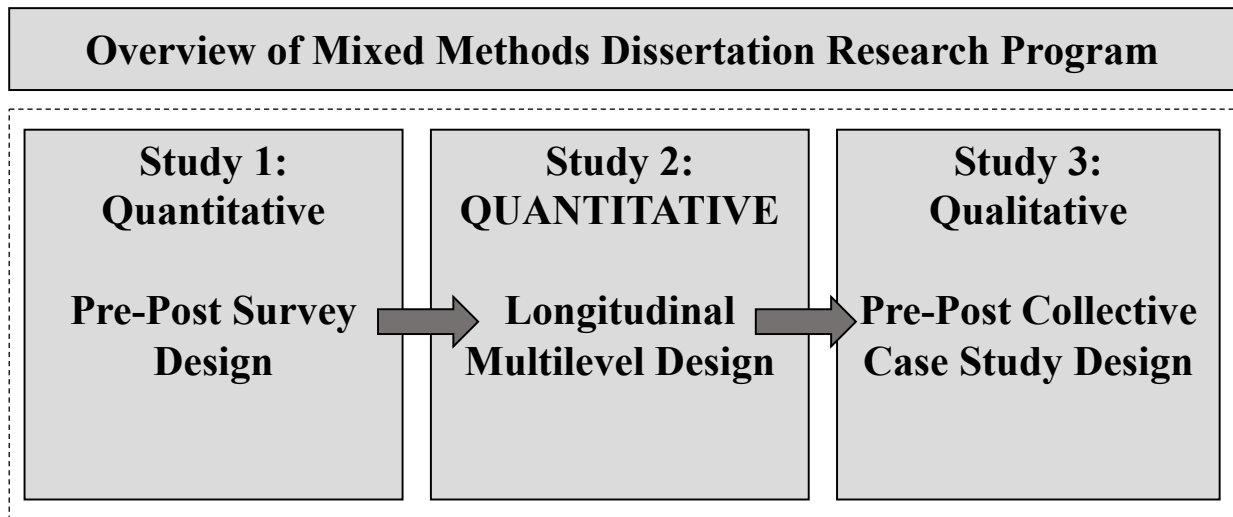 Overview of Mixed Methods Dissertation Research Program
Study 1:
Quantitative
Pre-Post Survey
Design
Study 2:
QUANTITATIVE
Longitudinal
Multilevel Design
Study 3:
Qualitative
Pre-Post Collective
Case Study Design